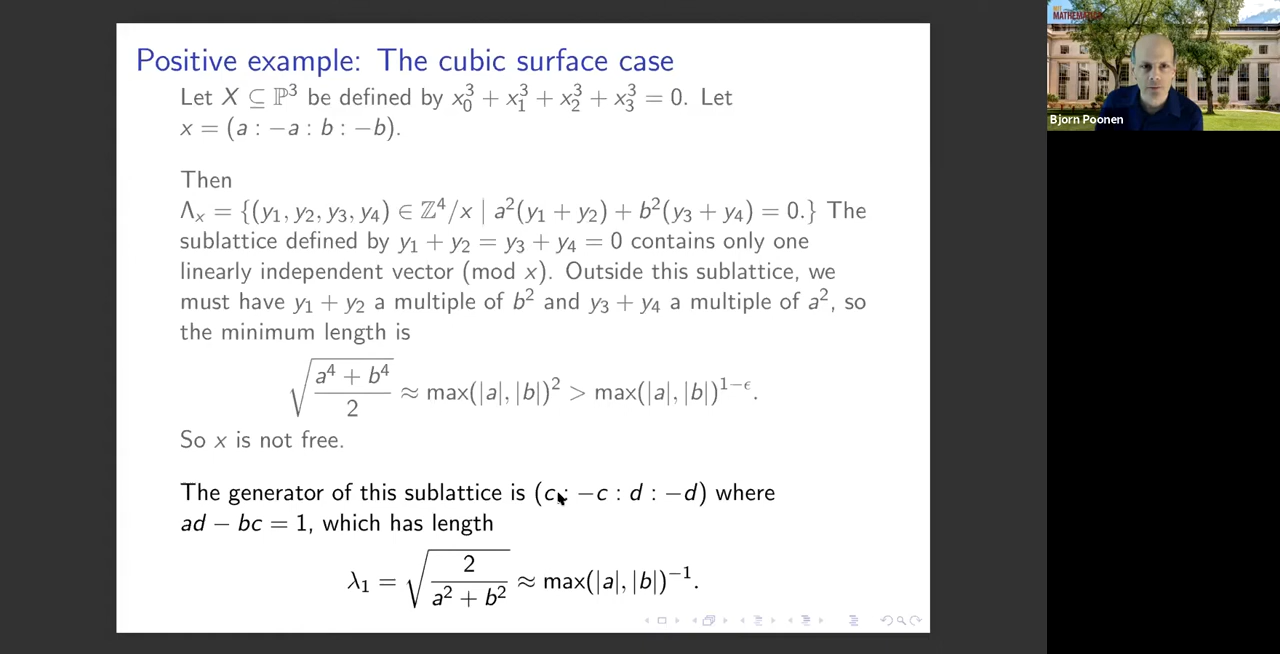 Positive example: The cubic surface case
Let X ⊆ ℙ³ be defined by x₀³ + x₁³ + x₂³ + x₃³ = 0. Let
x = (a : −a : b : −b).
Then
Λₓ = {(y₁, y₂, y₃, y₄) ∈ ℤ⁴/x | a²(y₁ + y₂) + b²(y₃ + y₄) = 0.} The
sublattice defined by y₁ + y₂ = y₃ + y₄ = 0 contains only one
linearly independent vector (mod x). Outside this sublattice, we
must have y₁ + y₂ a multiple of b² and y₃ + y₄ a multiple of a², so
the minimum length is
√((a⁴ + b⁴)/2) ≈ max(|a|, |b|)² > max(|a|, |b|)^{1−ϵ}.
So x is not free.
The generator of this sublattice is (c : −c : d : −d) where
ad − bc = 1, which has length
λ₁ = √(2/(a² + b²)) ≈ max(|a|, |b|)⁻¹.
MIT
MATHEMATICS
Bjorn Poonen